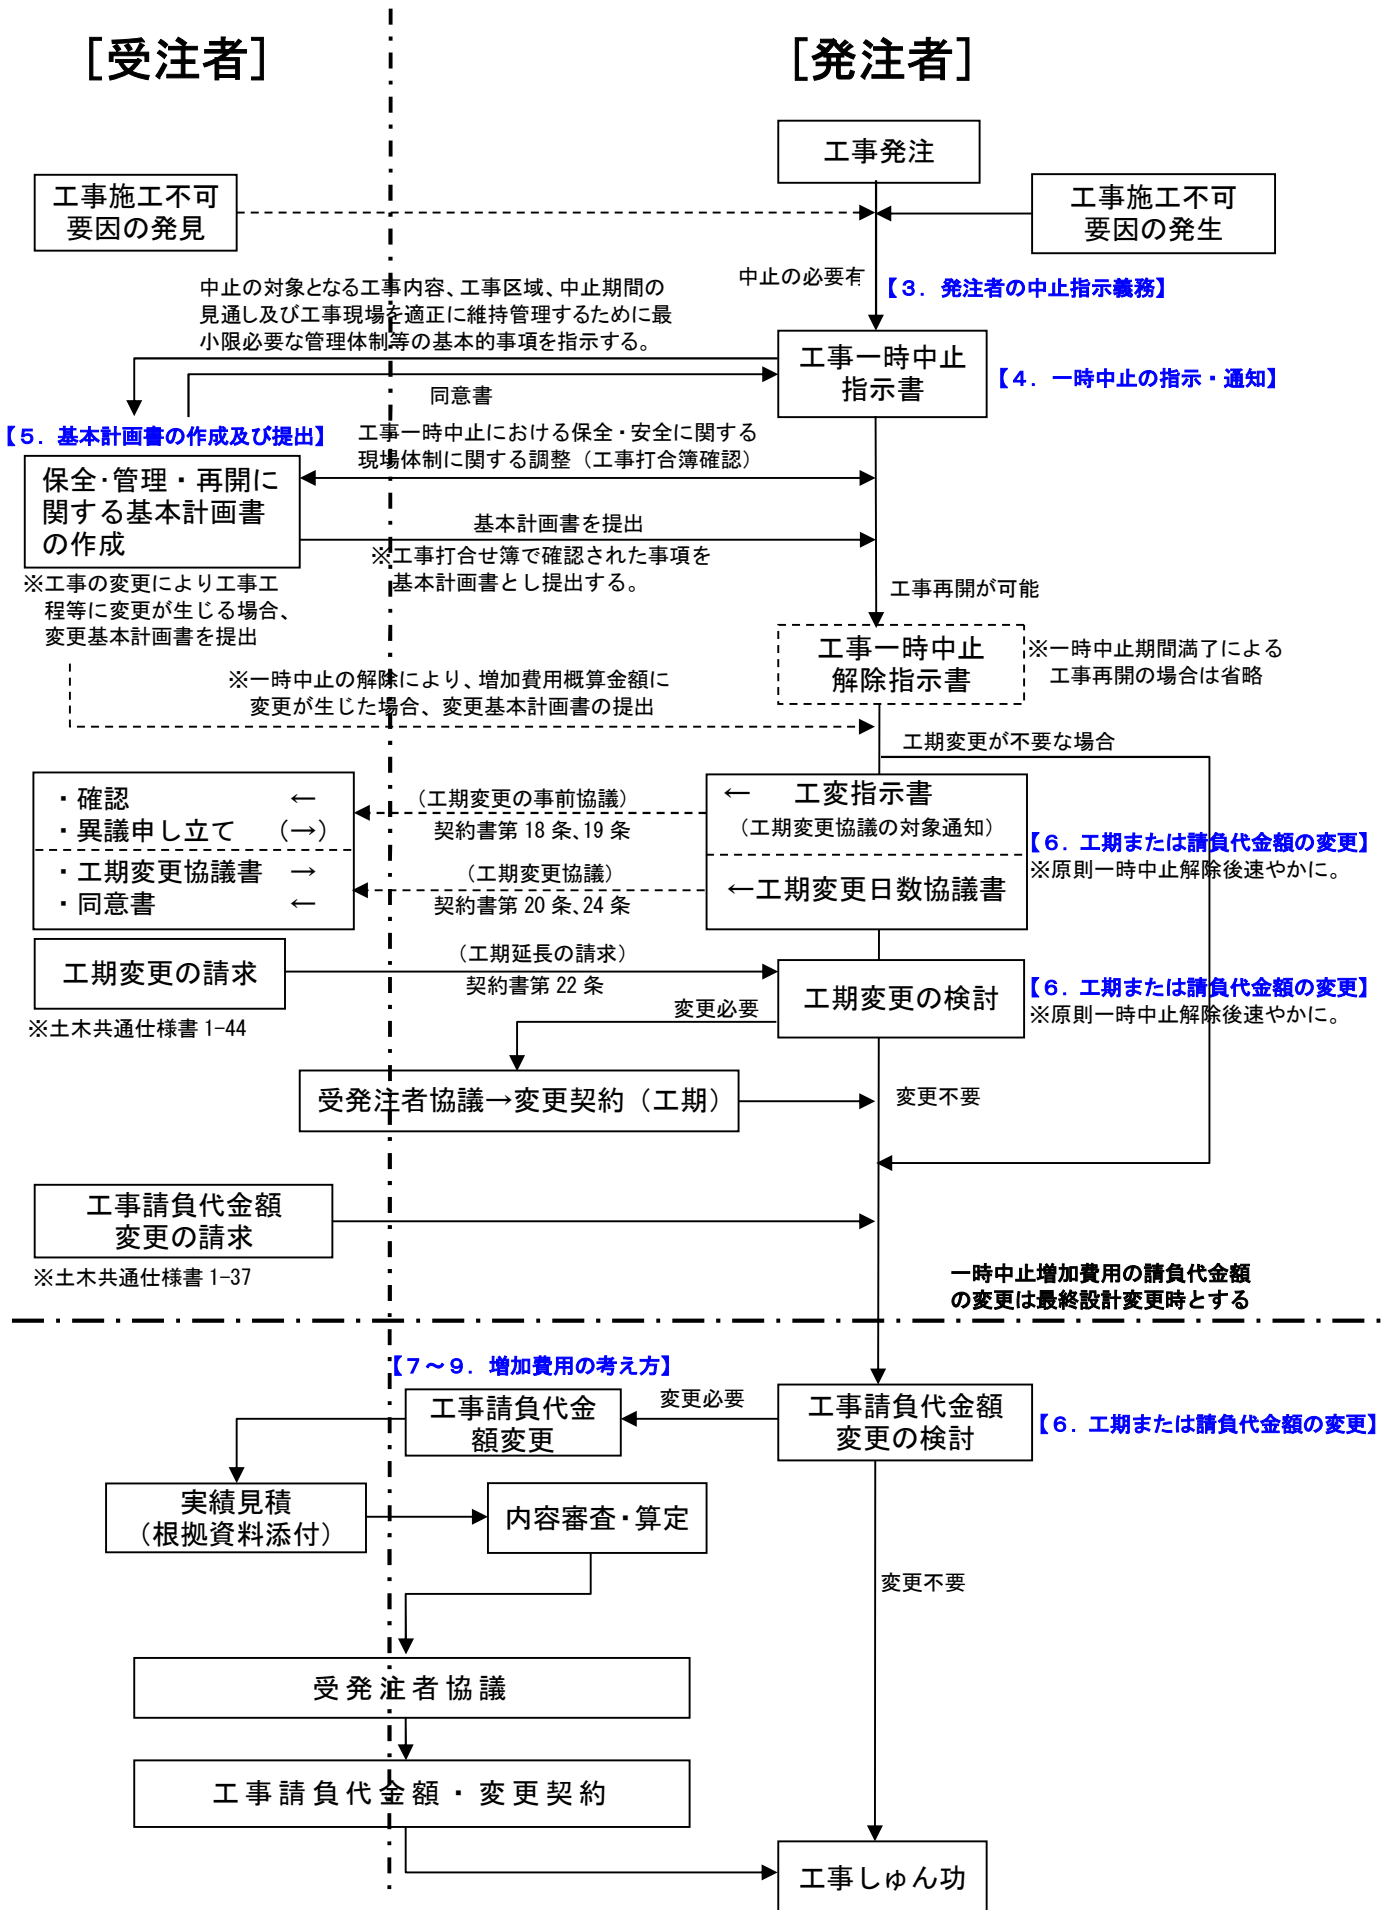 ［受注者］
［発注者］
工事発注
工事施工不可
要因の発見
工事施工不可
要因の発生
中止の必要有
【３．発注者の中止指示義務】
中止の対象となる工事内容、工事区域、中止期間の
見通し及び工事現場を適正に維持管理するために最
小限必要な管理体制等の基本的事項を指示する。
工事一時中止
指示書
【４．一時中止の指示・通知】
同意書
【５．基本計画書の作成及び提出】
工事一時中止における保全・安全に関する
現場体制に関する調整（工事打合簿確認）
保全・管理・再開に
関する基本計画書
の作成
基本計画書を提出
※工事打合せ簿で確認された事項を
基本計画書とし提出する。
※工事の変更により工事工
程等に変更が生じる場合、
変更基本計画書を提出
工事再開が可能
工事一時中止
解除指示書
※一時中止期間満了による
工事再開の場合は省略
※一時中止の解除により、増加費用概算金額に
変更が生じた場合、変更基本計画書の提出
工期変更が不要な場合
・確認 ←
・異議申し立て （→）
・工期変更協議書 →
・同意書 ←
（工期変更の事前協議）
契約書第 18 条、19 条
（工期変更協議）
契約書第 20 条、24 条
← 工変指示書
（工期変更協議の対象通知）
←工期変更日数協議書
【６．工期または請負代金額の変更】
※原則一時中止解除後速やかに。
工期変更の請求
※土木共通仕様書 1-44
（工期延長の請求）
契約書第 22 条
工期変更の検討
【６．工期または請負代金額の変更】
※原則一時中止解除後速やかに。
変更必要
受発注者協議→変更契約（工期）
変更不要
工事請負代金額
変更の請求
※土木共通仕様書 1-37
一時中止増加費用の請負代金額
の変更は最終設計変更時とする
【７～９．増加費用の考え方】
工事請負代金
額変更
変更必要
工事請負代金額
変更の検討
【６．工期または請負代金額の変更】
実績見積
（根拠資料添付）
内容審査・算定
変更不要
受発注者協議
工事請負代金額・変更契約
工事しゅん功